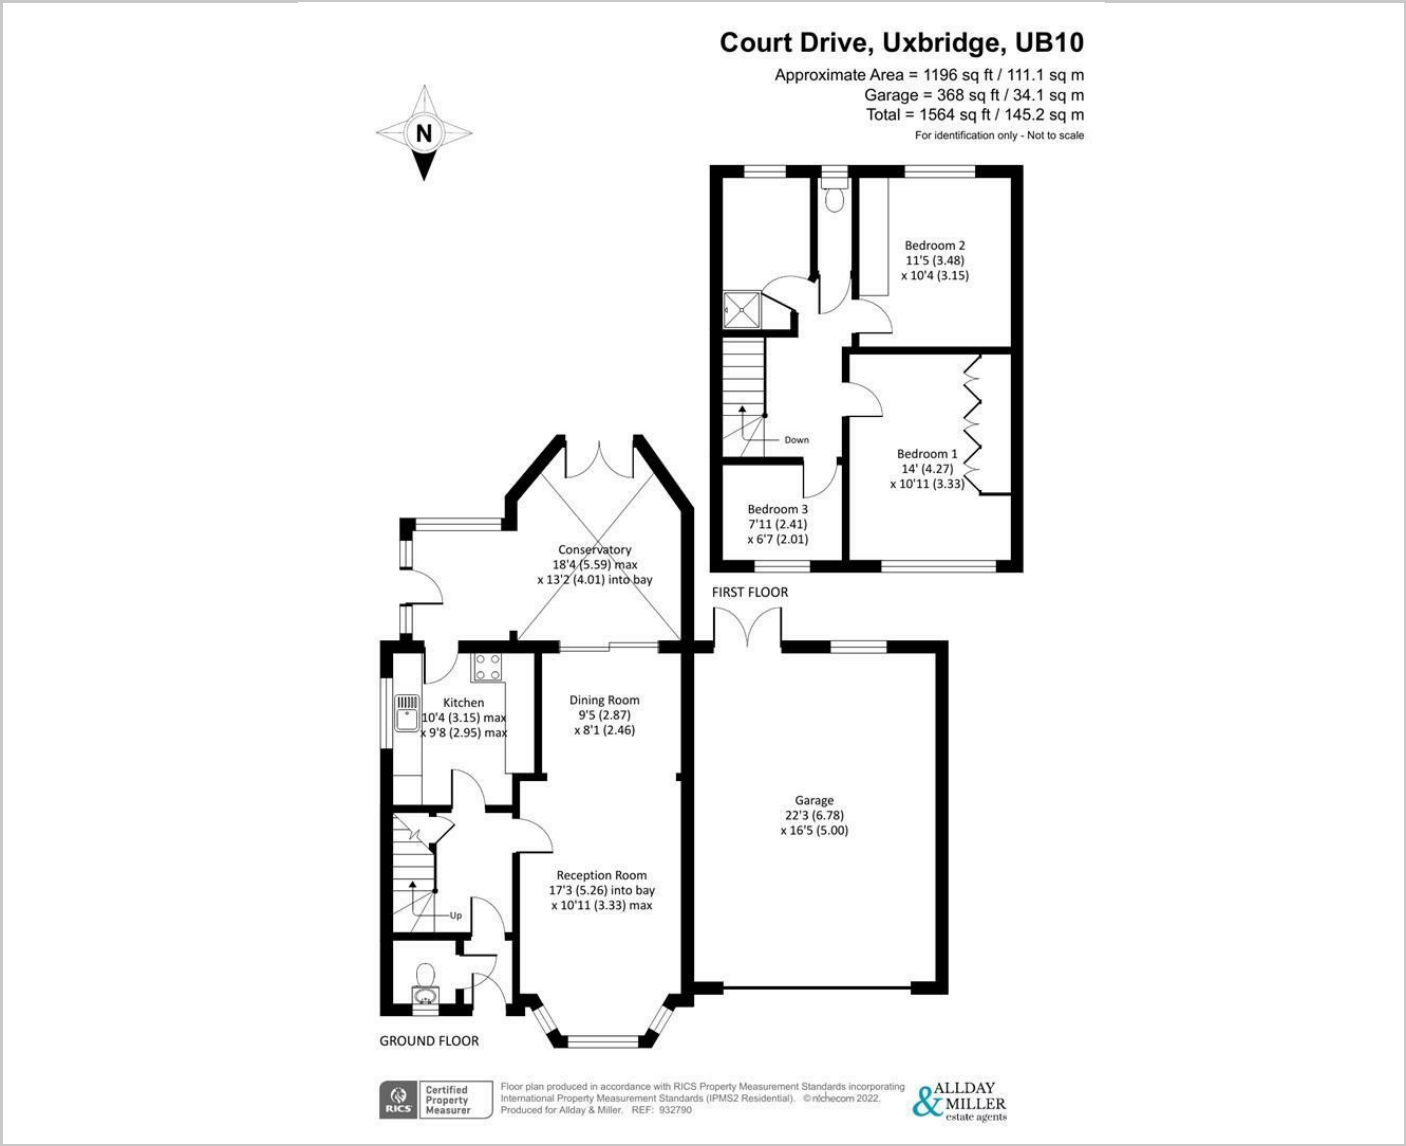 Court Drive, Uxbridge, UB10
Approximate Area = 1196 sq ft / 111.1 sq m
Garage = 368 sq ft / 34.1 sq m
Total = 1564 sq ft / 145.2 sq m
For identification only - Not to scale
N
Bedroom 2
11'5 (3.48)
x 10'4 (3.15)
Down
Bedroom 1
14' (4.27)
x 10'11 (3.33)
Bedroom 3
7'11 (2.41)
x 6'7 (2.01)
FIRST FLOOR
Conservatory
18'4 (5.59) max
x 13'2 (4.01) into bay
Kitchen
10'4 (3.15) max
x 9'8 (2.95) max
Dining Room
9'5 (2.87)
x 8'1 (2.46)
Garage
22'3 (6.78)
x 16'5 (5.00)
Reception Room
17'3 (5.26) into bay
x 10'11 (3.33) max
Up
GROUND FLOOR
RICS
Certified
Property
Measurer
Floor plan produced in accordance with RICS Property Measurement Standards incorporating
International Property Measurement Standards (IPMS2 Residential). © nichecom 2022.
Produced for Allday & Miller. REF: 932790
ALLDAY
& MILLER
estate agents